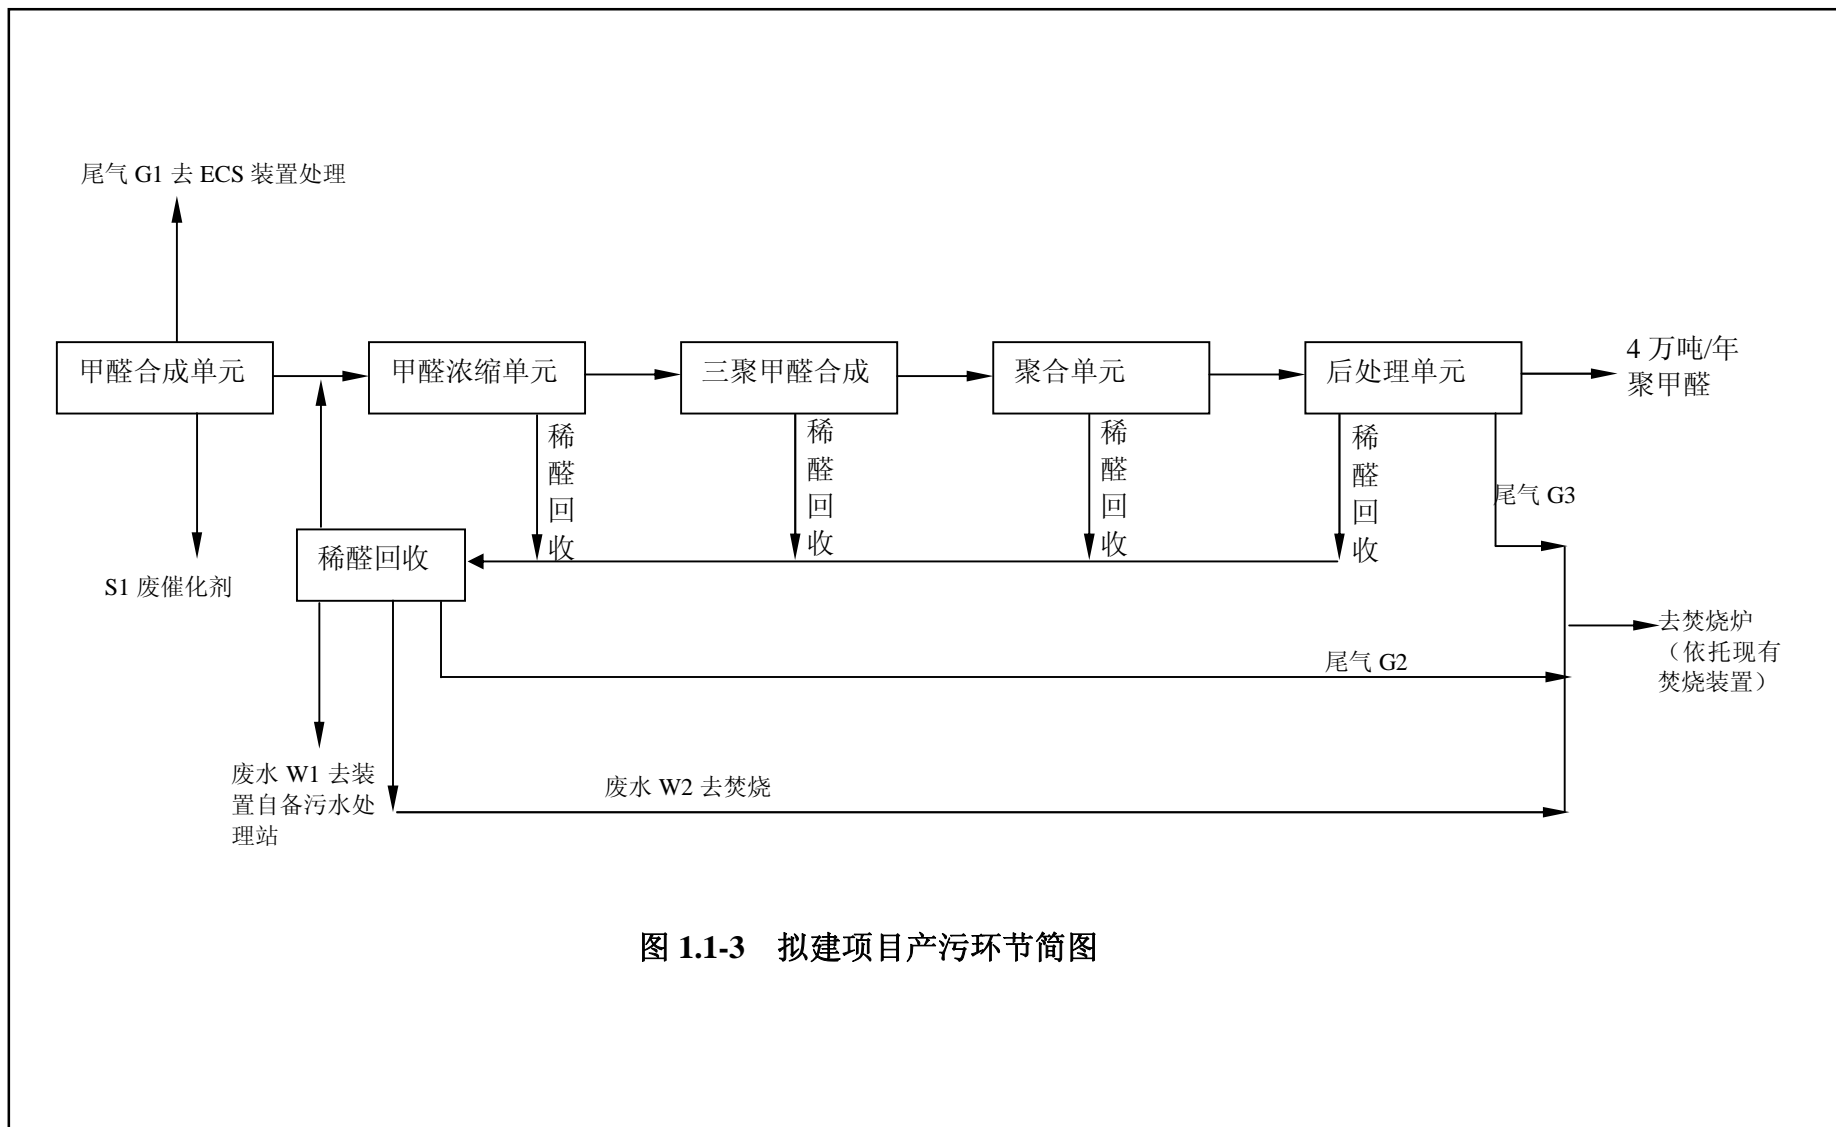 尾气 G1 去 ECS 装置处理
甲醛合成单元
甲醛浓缩单元
三聚甲醛合成
聚合单元
后处理单元
4 万吨/年
聚甲醛
稀醛回收
稀醛回收
稀醛回收
稀醛回收
尾气 G3
稀醛回收
S1 废催化剂
去焚烧炉
（依托现有
焚烧装置）
尾气 G2
废水 W1 去装
置自备污水处
理站
废水 W2 去焚烧
图 1.1-3 拟建项目产污环节简图